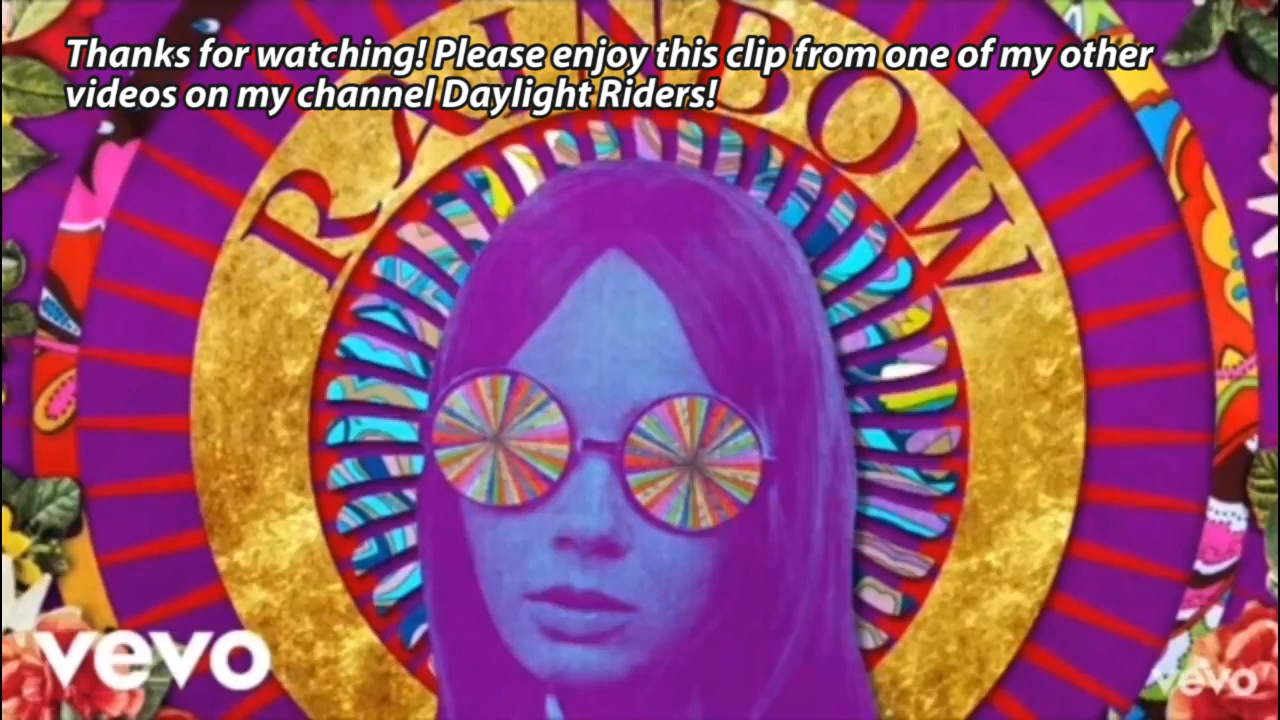 Thanks for watching! Please enjoy this clip from one of my other
videos on my channel Daylight Riders!
RAINBOW
vevo
vevo